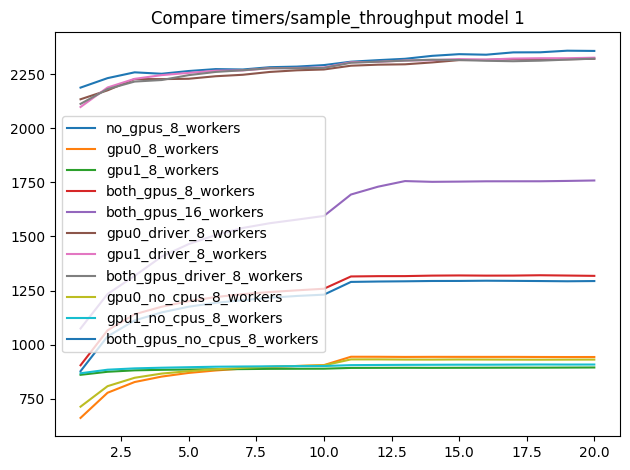 Compare timers/sample_throughput model 1
2250
2000
1750
1500
1250
1000
750
no_gpus_8_workers
gpu0_8_workers
gpu1_8_workers
both_gpus_8_workers
both_gpus_16_workers
gpu0_driver_8_workers
gpu1_driver_8_workers
both_gpus_driver_8_workers
gpu0_no_cpus_8_workers
gpu1_no_cpus_8_workers
both_gpus_no_cpus_8_workers
2.5 5.0 7.5 10.0 12.5 15.0 17.5 20.0